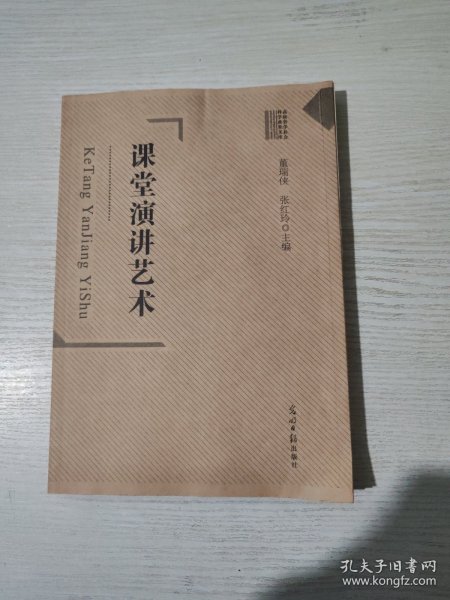 课堂演讲艺术
KeTang YanJiang YiShu
董瑞侠 张红玲◎主编
光明日报出版社
孔夫子旧书网
www.kongfz.com